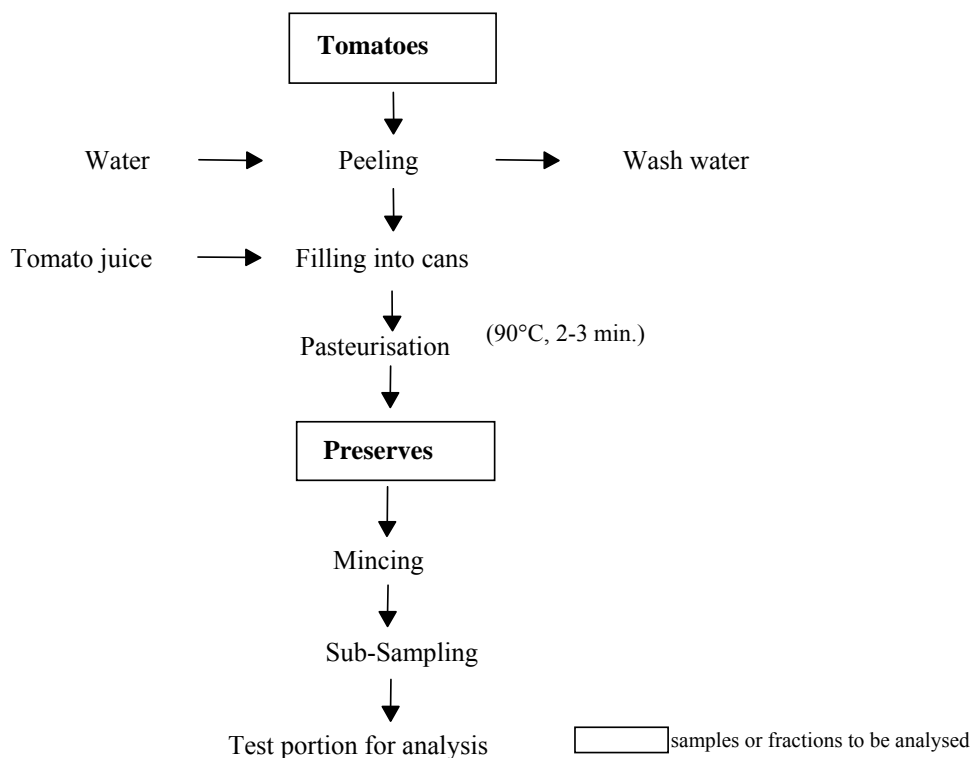 Tomatoes
Water
Peeling
Wash water
Tomato juice
Filling into cans
Pasteurisation
(90°C, 2-3 min.)
Preserves
Mincing
Sub-Sampling
Test portion for analysis
samples or fractions to be analysed